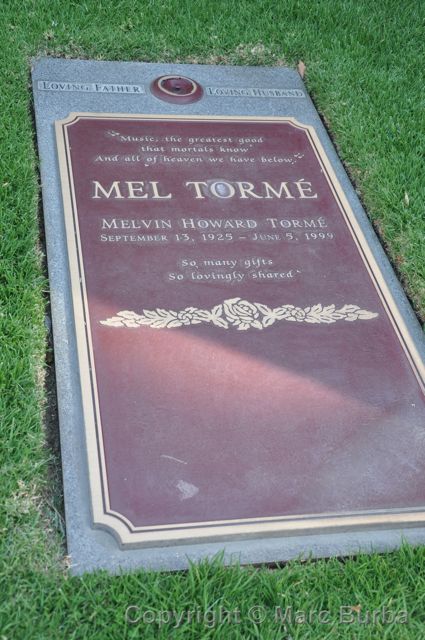 Loving Father Loving Husband
"Music, the greatest good
that mortals know
And all of heaven we have below."
MEL TORMÉ
Melvin Howard Tormé
September 13, 1925 – June 5, 1999
So many gifts
So lovingly shared
Copyright © Marc Burba